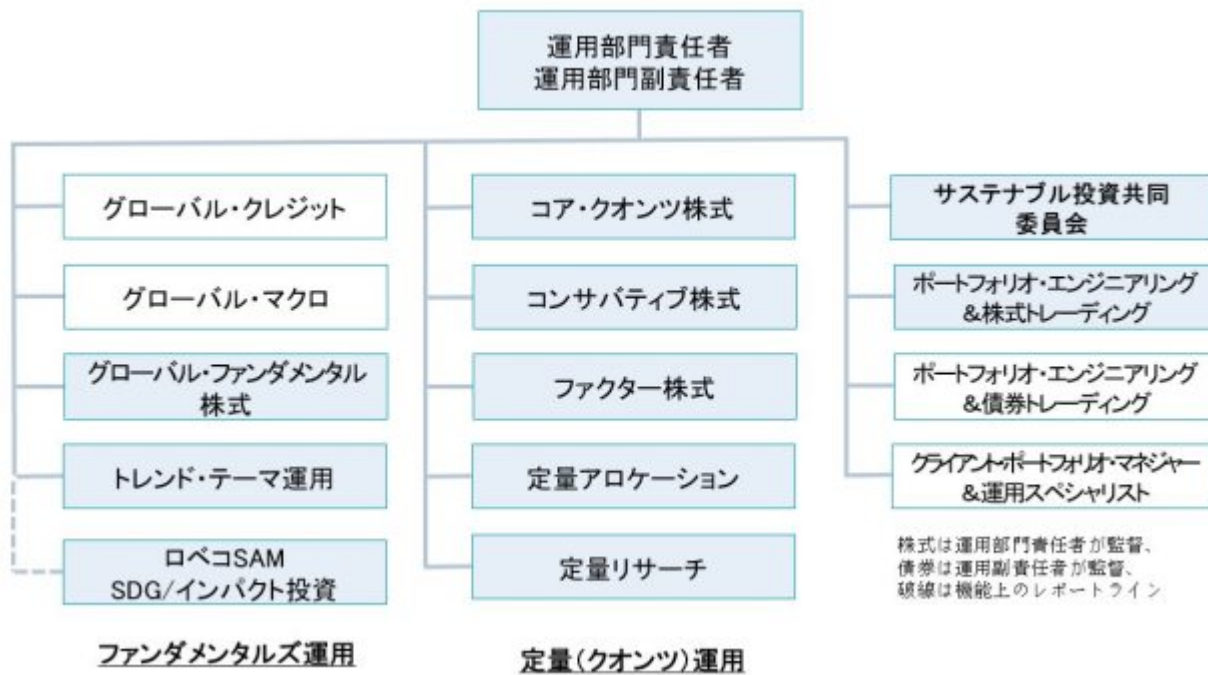 運用部門責任者
運用部門副責任者
グローバル・クレジット
グローバル・マクロ
グローバル・ファンダメンタル
株式
トレンド・テーマ運用
ロベコSAM
SDG/インパクト投資
ファンダメンタルズ運用
コア・クオンツ株式
コンサバティブ株式
ファクター株式
定量アロケーション
定量リサーチ
定量(クオンツ)運用
サステナブル投資共同
委員会
ポートフォリオ・エンジニアリング
&株式トレーディング
ポートフォリオ・エンジニアリング
&債券トレーディング
クライアント・ポートフォリオ・マネジャー
&運用スペシャリスト
株式は運用部門責任者が監督、
債券は運用副責任者が監督、
破線は機能上のレポートライン